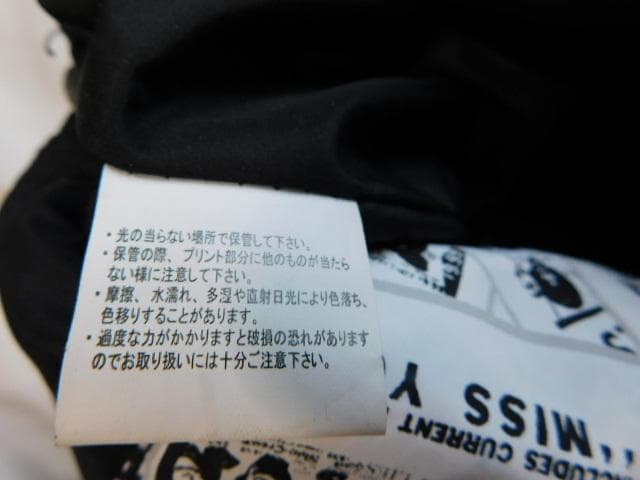 ・光の当らない場所で保管して下さい。
・保管の際、プリント部分に他のものが当たら
ない様に注意して下さい。
・摩擦、水濡れ、多湿や直射日光により色落ち、
色移りすることがあります。
・過度な力がかかりますと破損の恐れがあります
のでお取り扱いには十分ご注意下さい。
INCLUDES CURRENT
"MISS Y